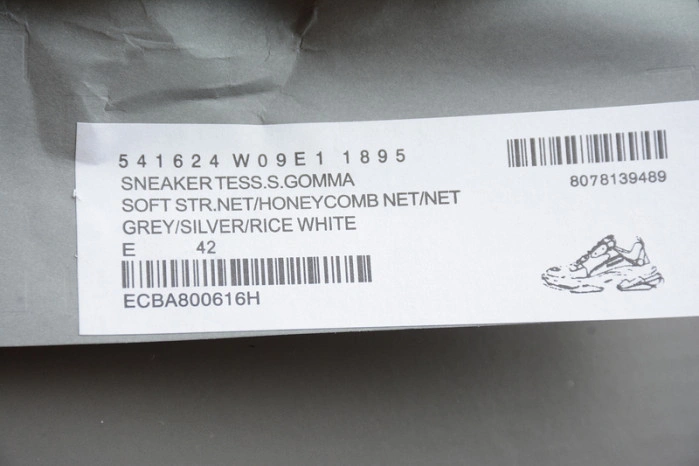 541624 W09E1 1895
8078139489
SNEAKER TESS.S.GOMMA
SOFT STR.NET/HONEYCOMB NET/NET
GREY/SILVER/RICE WHITE
E 42
ECBA800616H